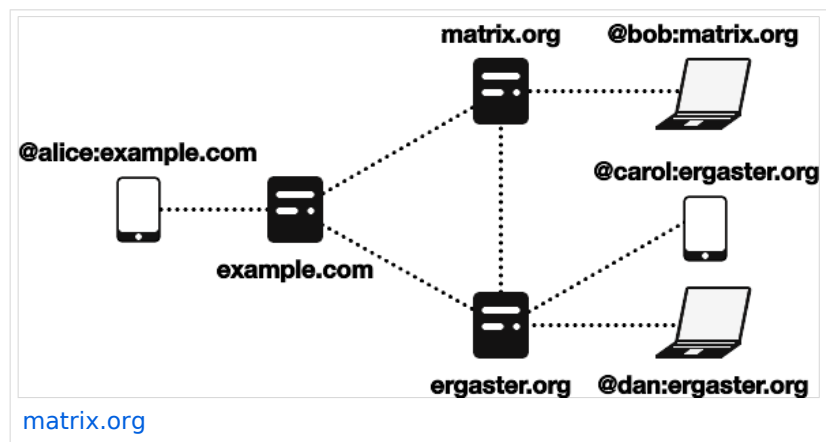 matrix.org
@bob:matrix.org
@alice:example.com
@carol:ergaster.org
example.com
ergaster.org
@dan:ergaster.org
matrix.org